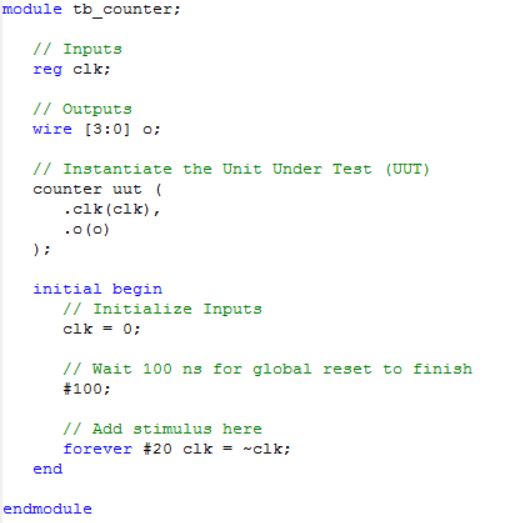 module tb_counter;
// Inputs
reg clk;
// Outputs
wire [3:0] o;
// Instantiate the Unit Under Test (UUT)
counter uut (
.clk(clk),
.o(o)
);
initial begin
// Initialize Inputs
clk = 0;
// Wait 100 ns for global reset to finish
#100;
// Add stimulus here
forever #20 clk = ~clk;
end
endmodule